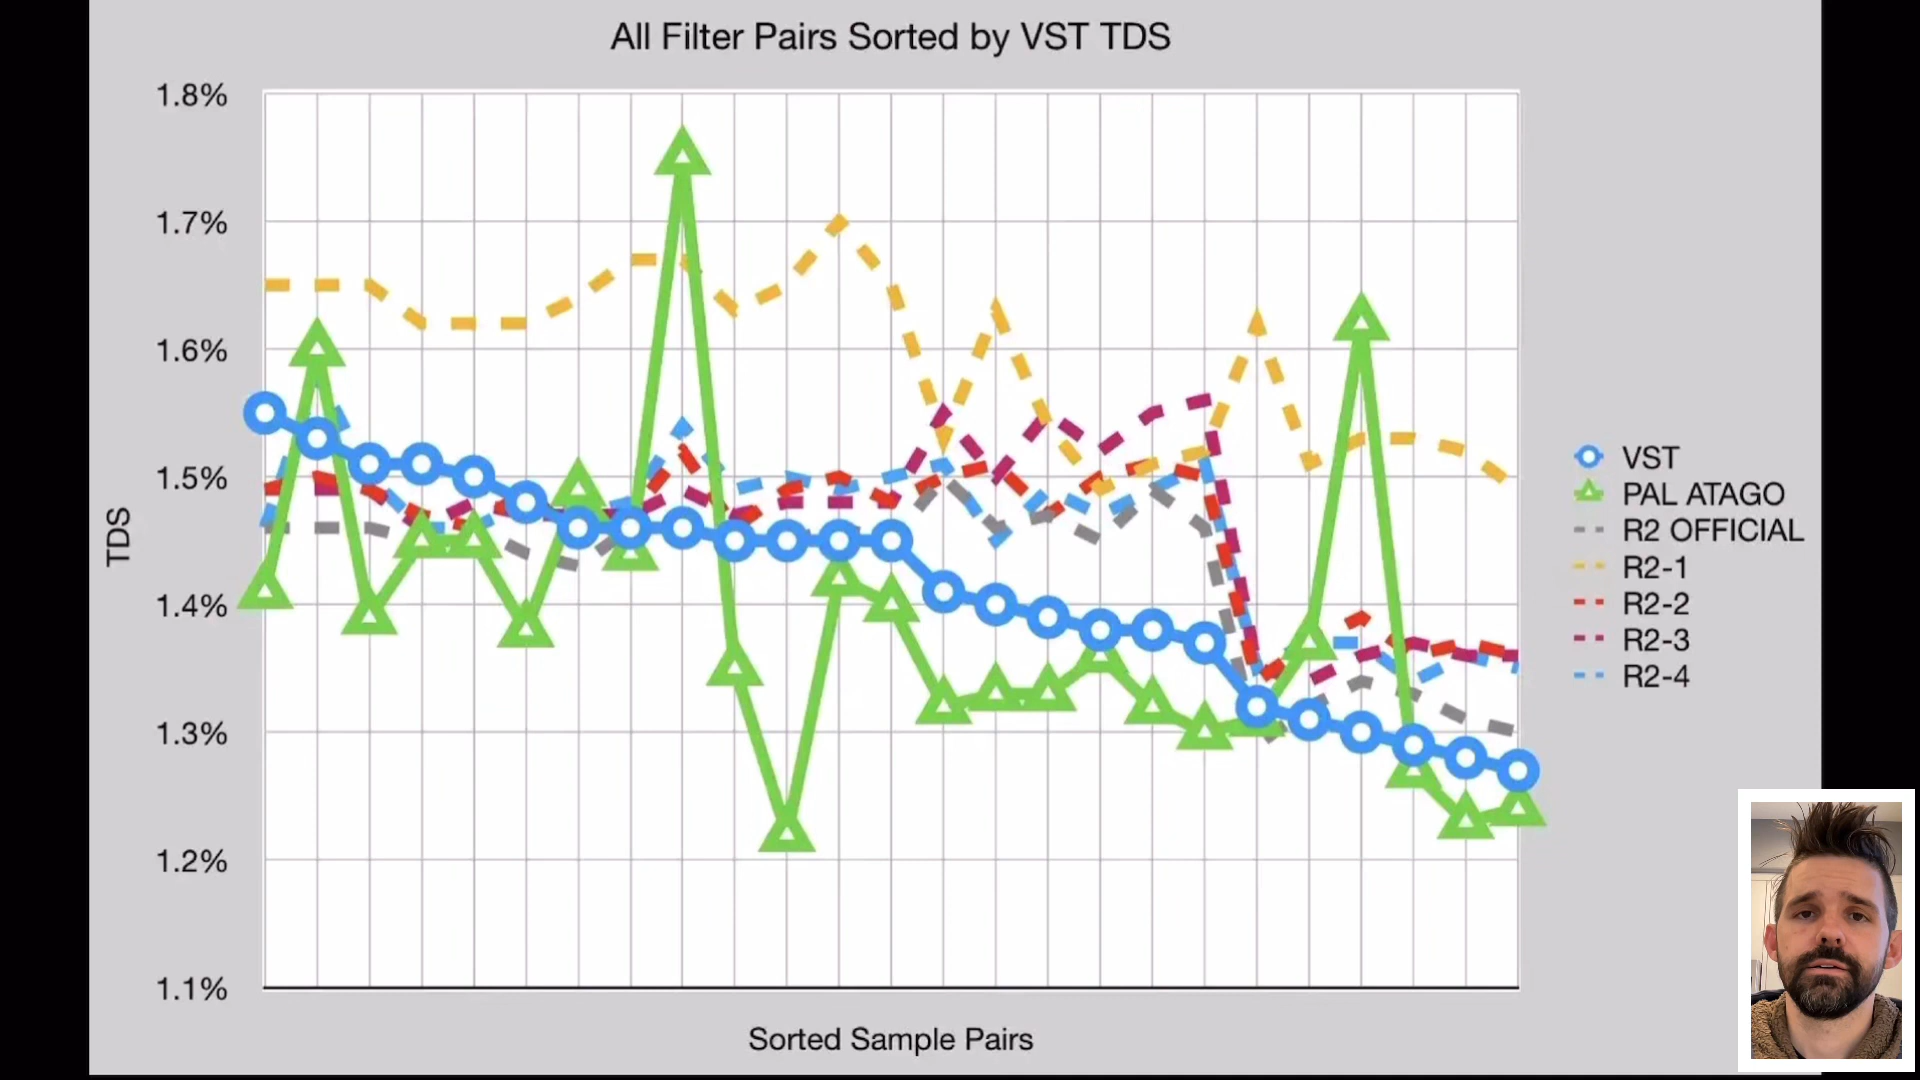 All Filter Pairs Sorted by VST TDS
1.8%
1.7%
1.6%
1.5%
1.4%
1.3%
1.2%
1.1%
TDS
Sorted Sample Pairs
VST
PAL ATAGO
R2 OFFICIAL
R2-1
R2-2
R2-3
R2-4